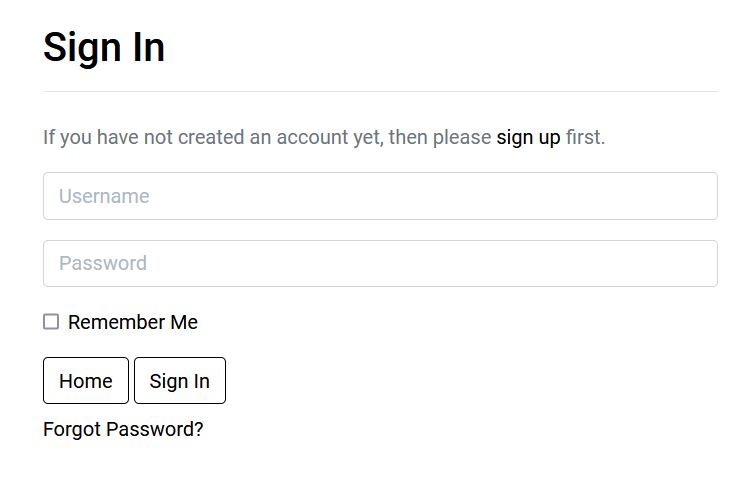 Sign In
If you have not created an account yet, then please sign up first.
Username
Password
Remember Me
Home Sign In
Forgot Password?